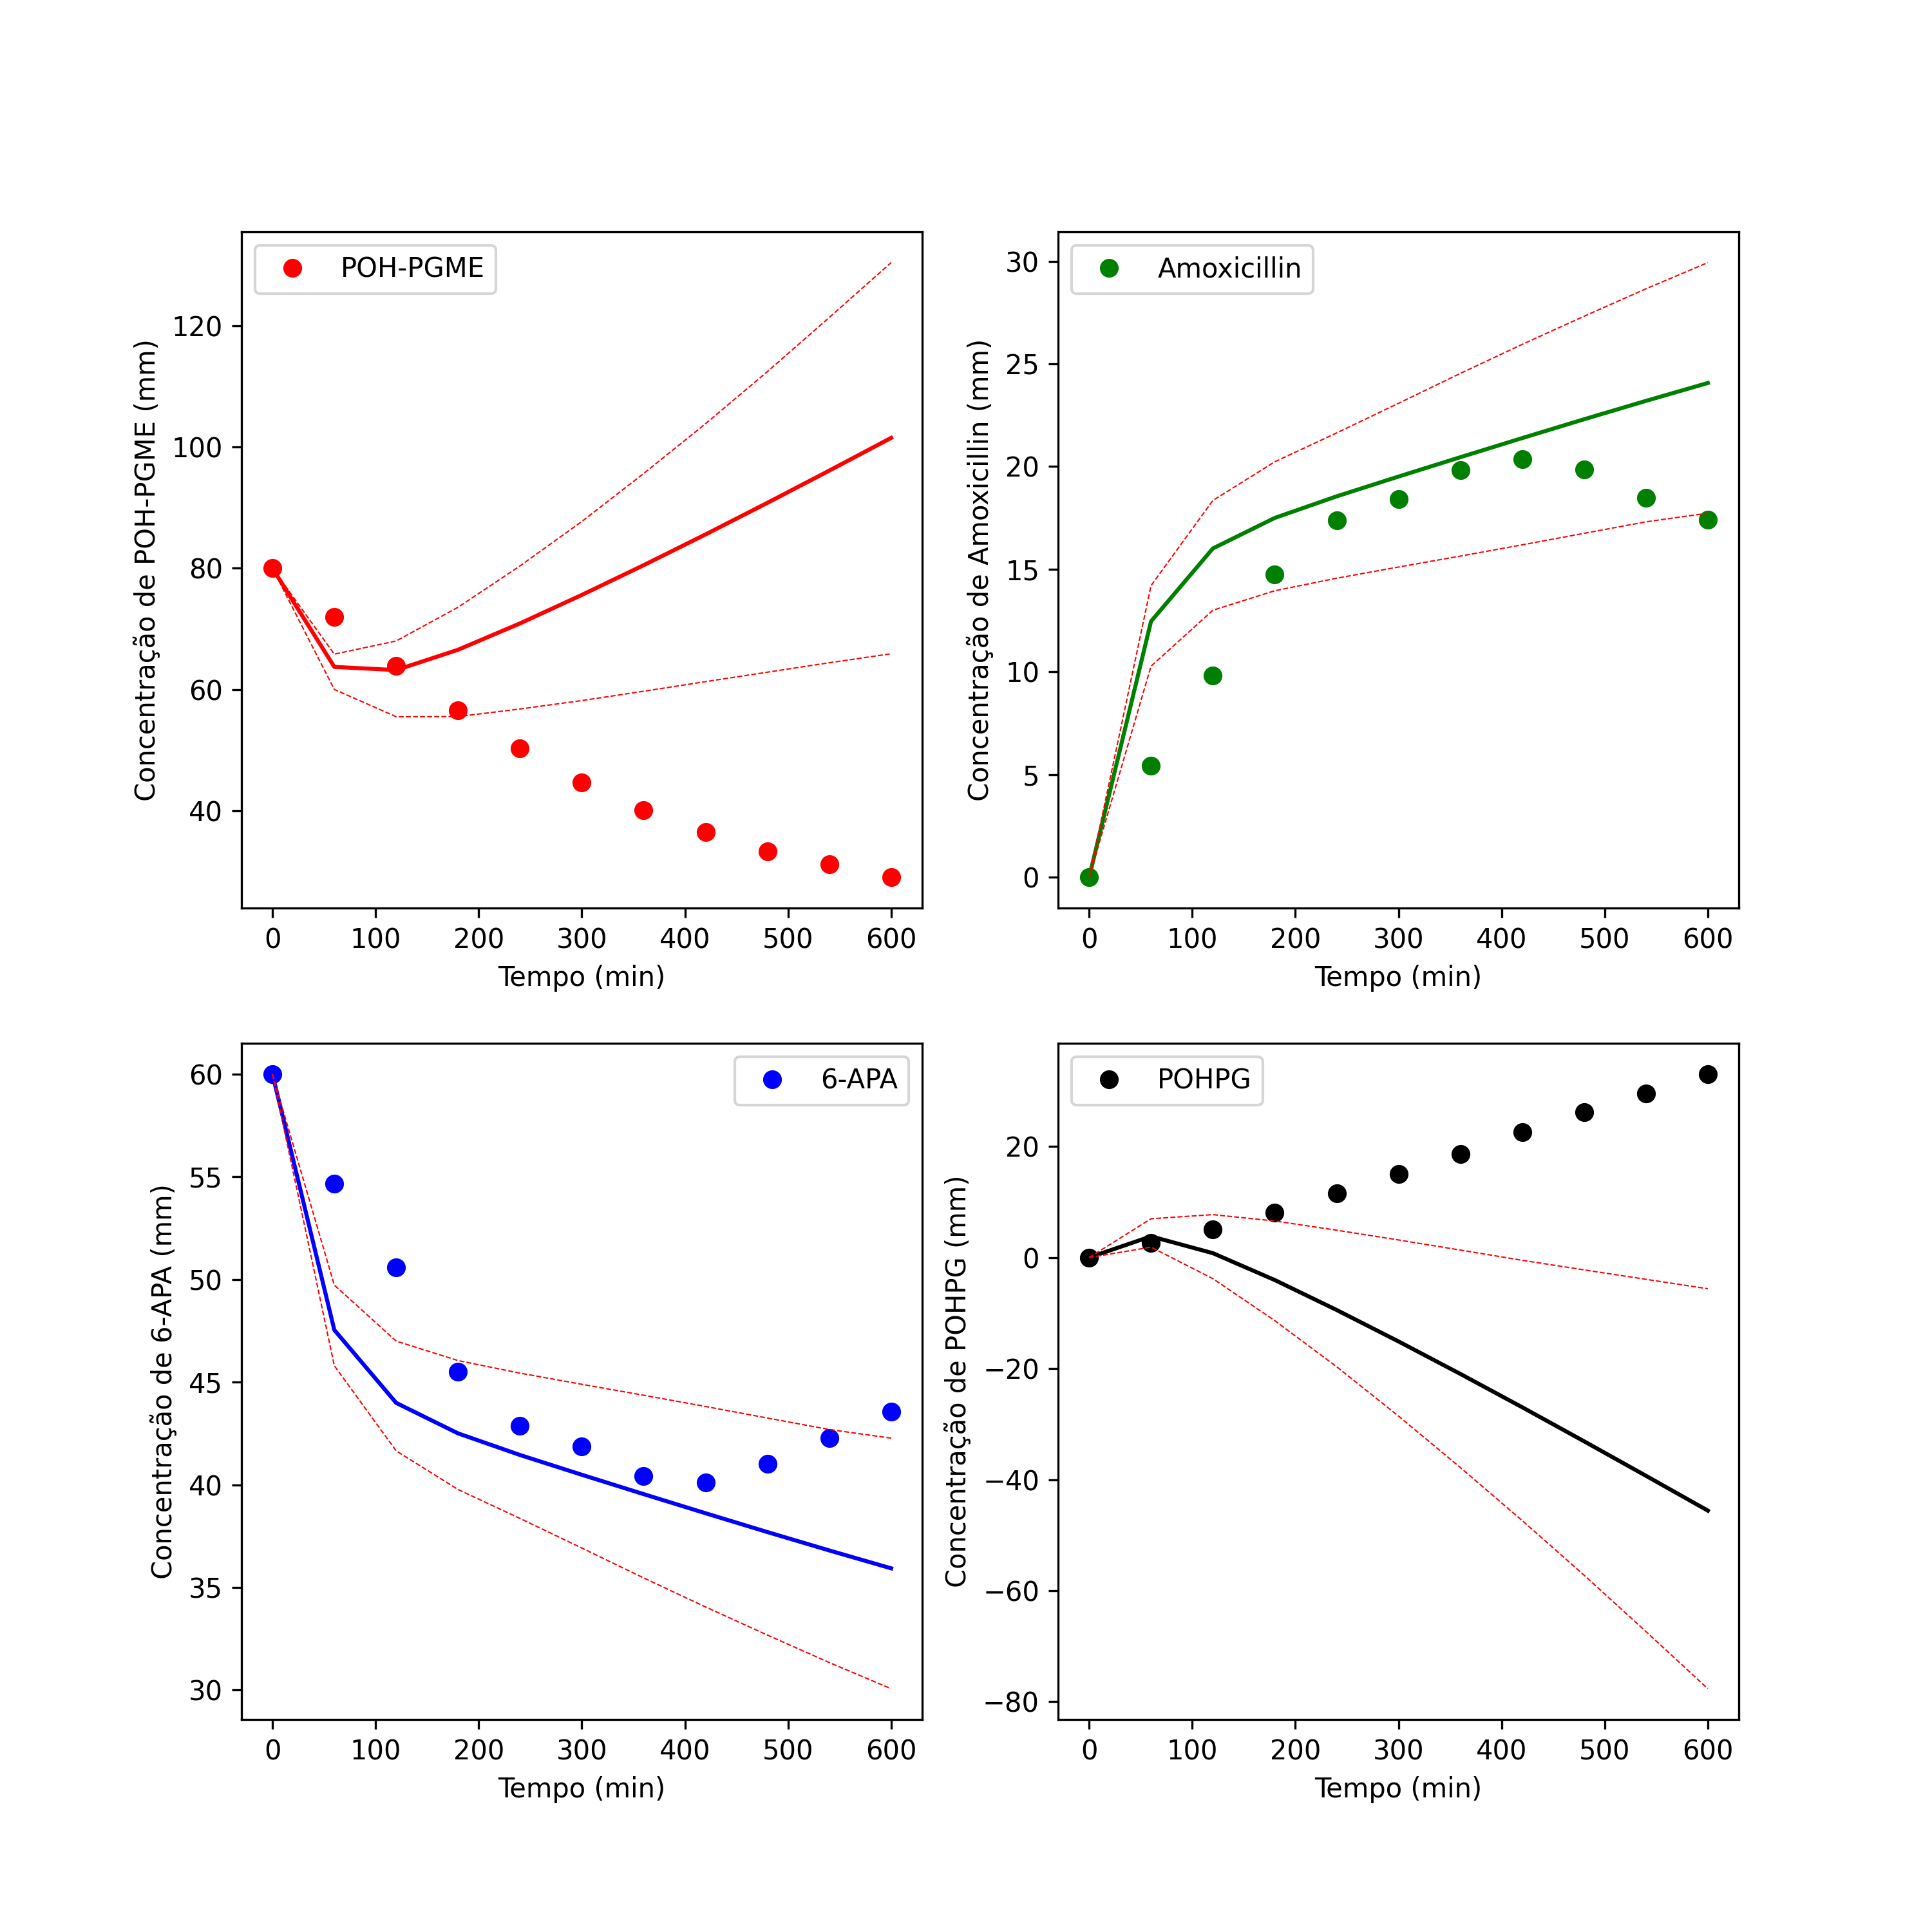 POH-PGME
Concentração de POH-PGME (mm)
120
100
80
60
40
0 100 200 300 400 500 600
Tempo (min)
Amoxicillin
Concentração de Amoxicillin (mm)
30
25
20
15
10
5
0
0 100 200 300 400 500 600
Tempo (min)
6-APA
Concentração de 6-APA (mm)
60
55
50
45
40
35
30
0 100 200 300 400 500 600
Tempo (min)
POHPG
Concentração de POHPG (mm)
20
0
−20
−40
−60
−80
0 100 200 300 400 500 600
Tempo (min)